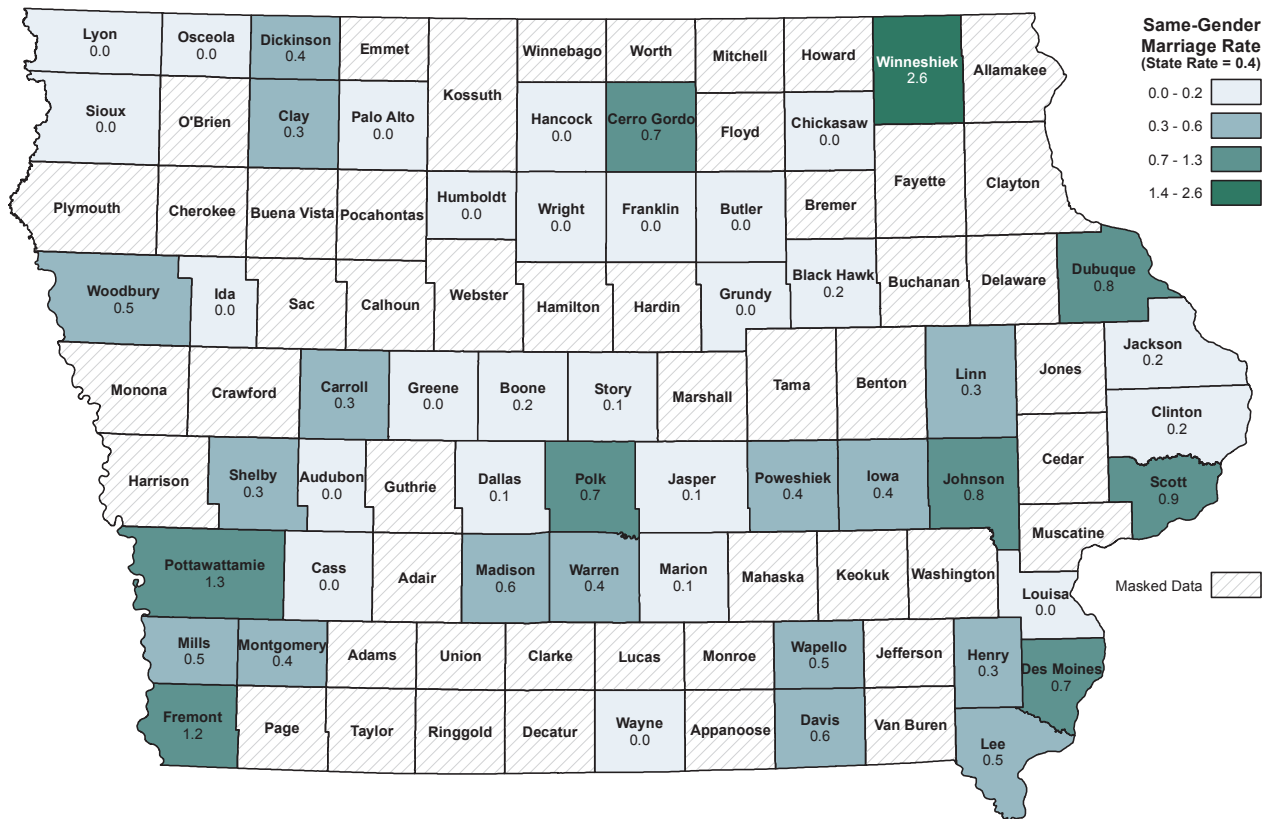 Same-Gender
Marriage Rate
(State Rate = 0.4)
0.0 - 0.2
0.3 - 0.6
0.7 - 1.3
1.4 - 2.6
Masked Data
Lyon
0.0
Osceola
0.0
Dickinson
0.4
Emmet
Kossuth
Winnebago
Worth
Mitchell
Howard
Winneshiek
2.6
Allamakee
Sioux
0.0
O'Brien
Clay
0.3
Palo Alto
0.0
Hancock
0.0
Cerro Gordo
0.7
Floyd
Chickasaw
0.0
Fayette
Clayton
Plymouth
Cherokee
Buena Vista
Pocahontas
Humboldt
0.0
Wright
0.0
Franklin
0.0
Butler
0.0
Bremer
Woodbury
0.5
Ida
0.0
Sac
Calhoun
Webster
Hamilton
Hardin
Grundy
0.0
Black Hawk
0.2
Buchanan
Delaware
Dubuque
0.8
Monona
Crawford
Carroll
0.3
Greene
0.0
Boone
0.2
Story
0.1
Marshall
Tama
Benton
Linn
0.3
Jones
Jackson
0.2
Clinton
0.2
Harrison
Shelby
0.3
Audubon
0.0
Guthrie
Dallas
0.1
Polk
0.7
Jasper
0.1
Poweshiek
0.4
Iowa
0.4
Johnson
0.8
Cedar
Scott
0.9
Muscatine
Pottawattamie
1.3
Cass
0.0
Adair
Madison
0.6
Warren
0.4
Marion
0.1
Mahaska
Keokuk
Washington
Louisa
0.0
Mills
0.5
Montgomery
0.4
Adams
Union
Clarke
Lucas
Monroe
Wapello
0.5
Jefferson
Henry
0.3
Des Moines
0.7
Fremont
1.2
Page
Taylor
Ringgold
Decatur
Wayne
0.0
Appanoose
Davis
0.6
Van Buren
Lee
0.5